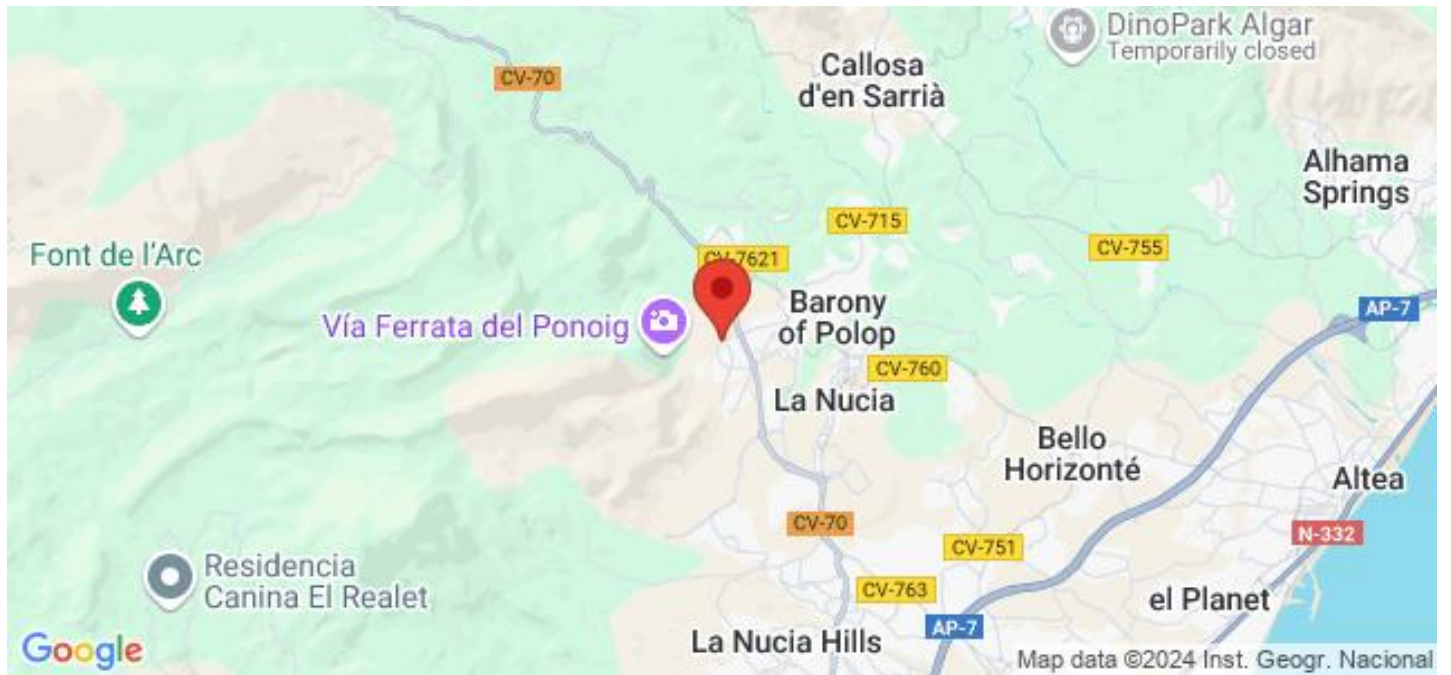 DinoPark Algar
Temporarily closed
Callosa
d'en Sarrià
CV-70
Alhama
Springs
CV-715
CV-755
Font de l'Arc
CV-7621
Vía Ferrata del Ponoig
Barony
of Polop
AP-7
CV-760
La Nucia
Bello
Horizonté
Altea
CV-70
N-332
CV-751
Residencia
Canina El Realet
CV-763
el Planet
AP-7
La Nucia Hills
Google
Map data ©2024 Inst. Geogr. Nacional